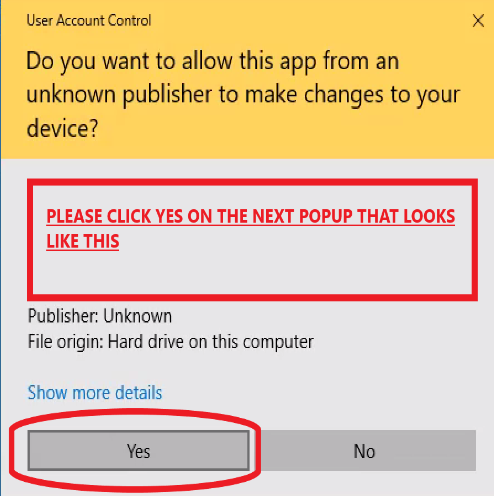 User Account Control
Do you want to allow this app from an
unknown publisher to make changes to your
device?
PLEASE CLICK YES ON THE NEXT POPUP THAT LOOKS
LIKE THIS
Publisher: Unknown
File origin: Hard drive on this computer
Show more details
Yes
No